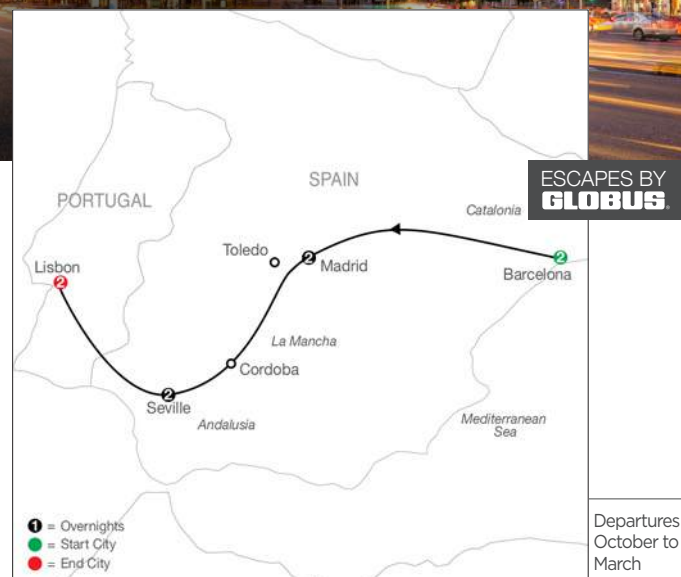 SPAIN
PORTUGAL
ESCAPES BY
GLOBUS.
Catalonia
Toledo
Madrid
Lisbon
2
2
2
Barcelona
La Mancha
Cordoba
2
Seville
Andalusia
Mediterranean
Sea
1 = Overnights
= Start City
= End City
Departures
October to
March